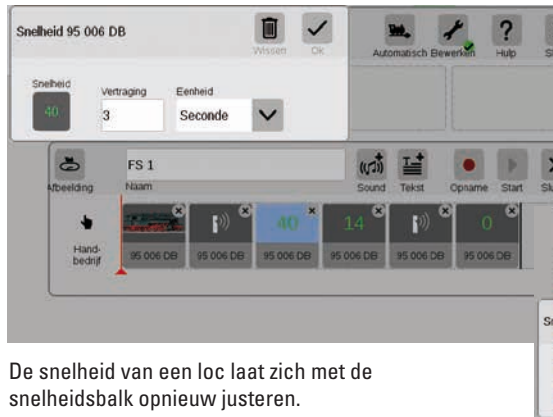 Snelheid 95 006 DB
Wissen Ok
Automatisch Bewerken Hulp
Snelheid Vertraging Eenheid
40 3 Seconde
FS 1
Afbeelding Naam Sound Tekst Opname Start
40 14 0
Hand-
bedrijf
95 006 DB 95 006 DB 95 006 DB 95 006 DB 95 006 DB 95 006 DB
De snelheid van een loc laat zich met de
snelheidsbalk opnieuw justeren.